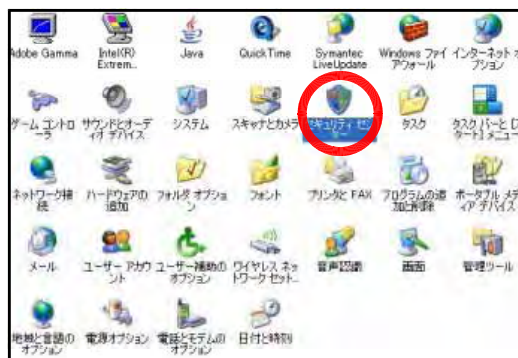 Adobe Gamma Intel(R) Java QuickTime Symantec Windows ファイ インターネット オ
Extrem... LiveUpdate アウォール プション
ゲーム コントロ サウンドとオーデ システム スキャナとカメラ セキュリティ セン タスク タスク バーと [ス
ーラ ィオ デバイス ター タート] メニュー
ネットワーク接 ハードウェアの フォルダ オプショ フォント プリンタと FAX プログラムの追 ポータブル メデ
続 追加 ン 加と削除 ィア デバイス
メール ユーザー アカウ ユーザー補助の ワイヤレス ネッ 音声認識 画面 管理ツール
ント オプション トワーク セット...
地域と言語の 電源オプション 電話とモデムの 日付と時刻
オプション オプション